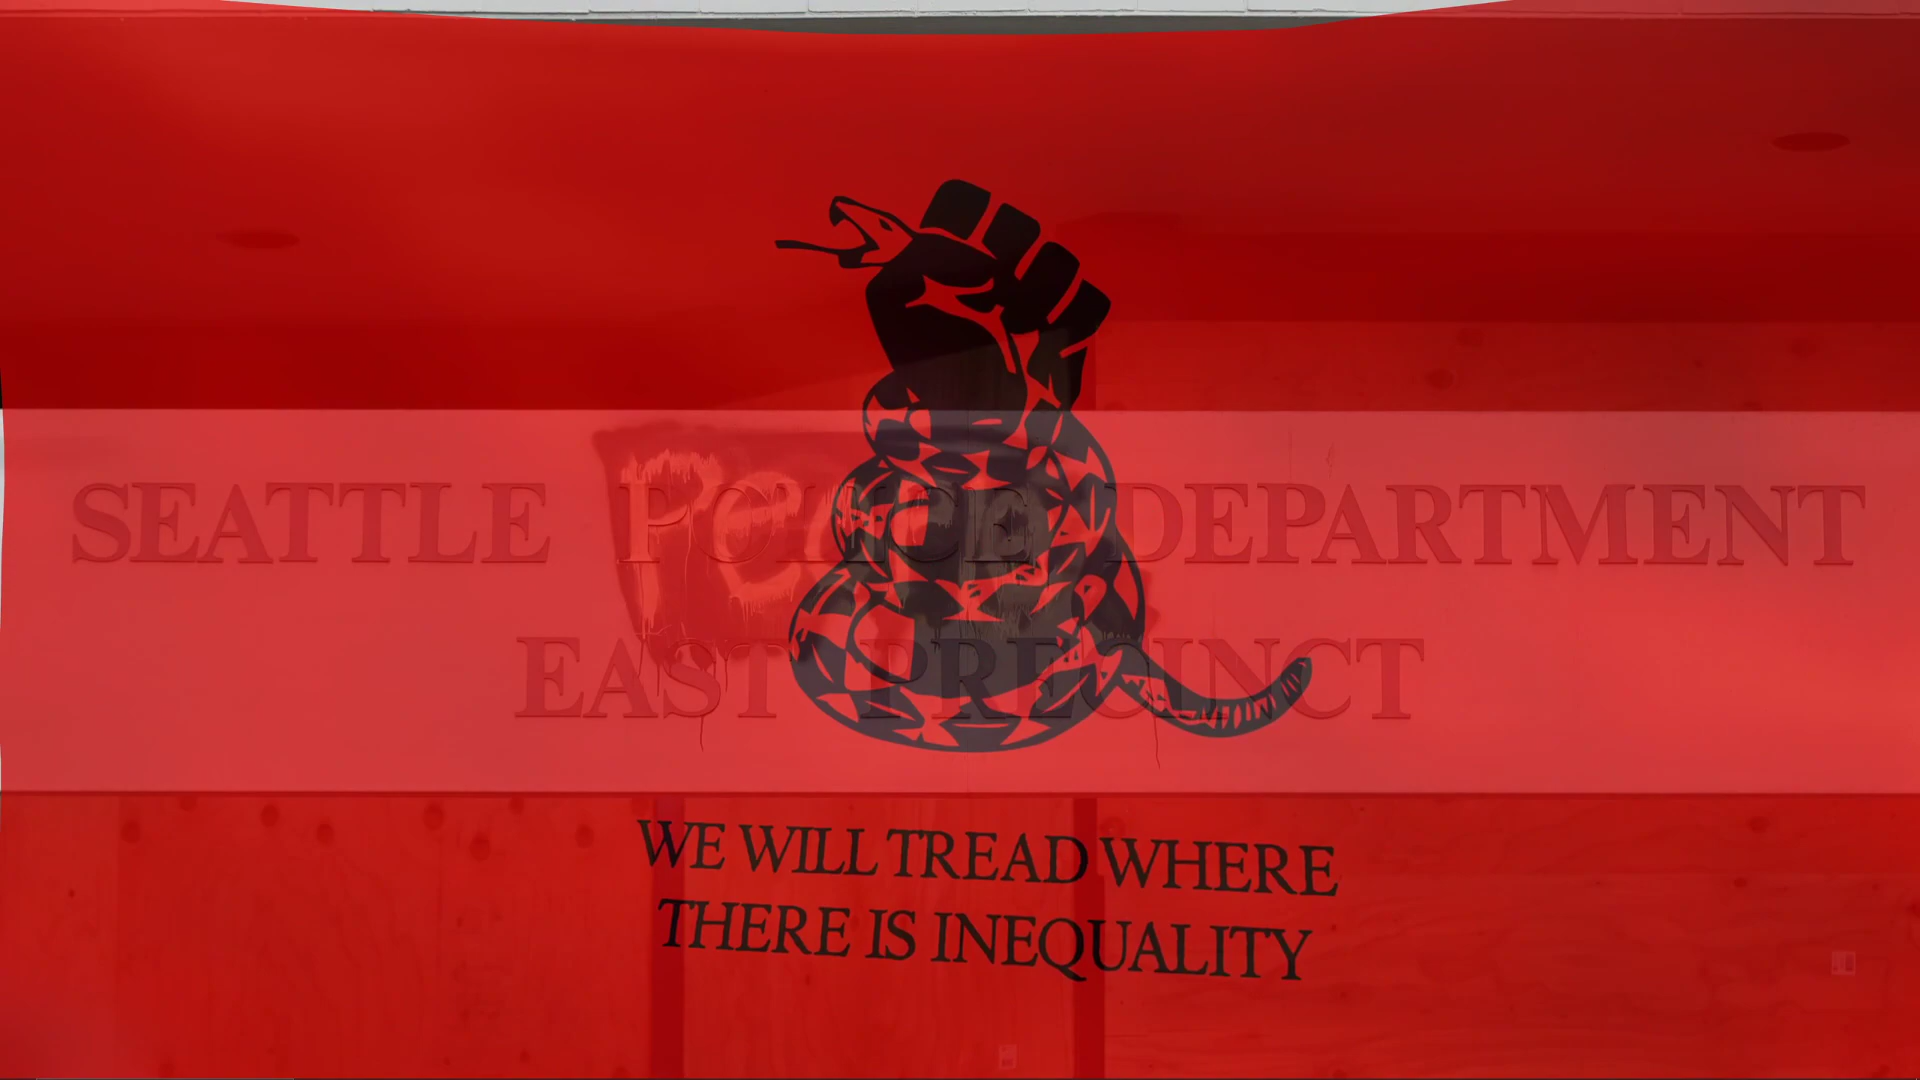 SEATTLE POLICE DEPARTMENT
EAST PRECINCT
WE WILL TREAD WHERE
THERE IS INEQUALITY